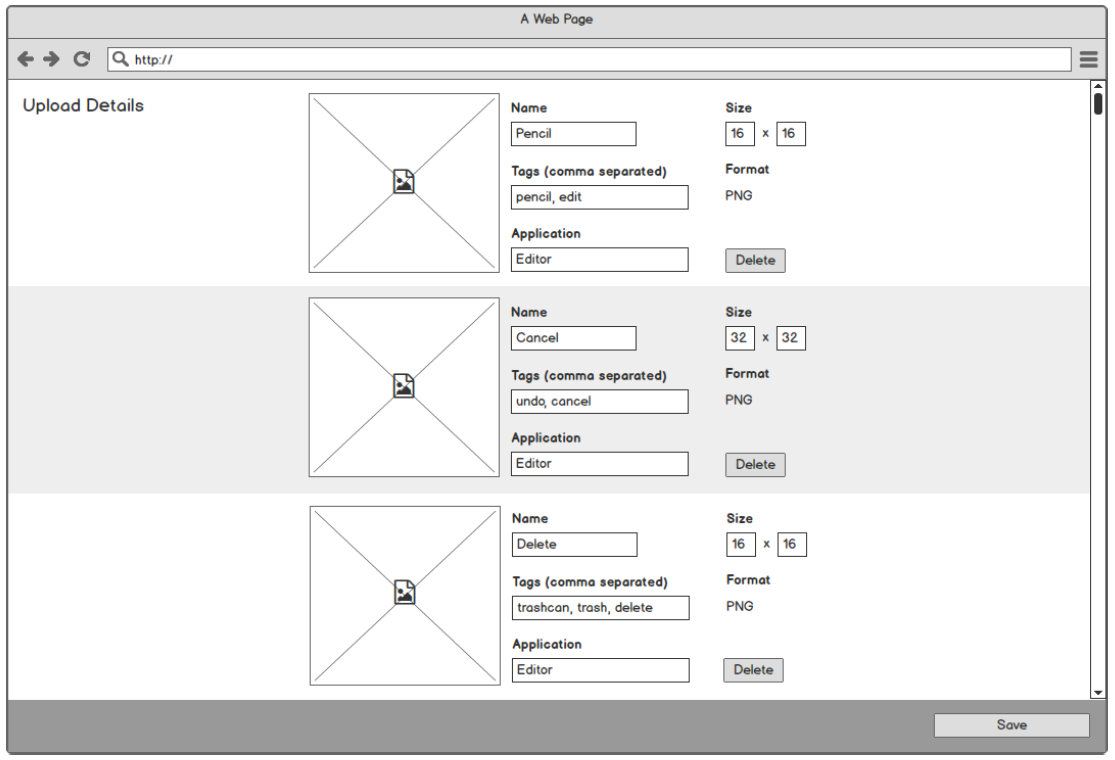 A Web Page
http://
Upload Details
Name
Size
Pencil
16 x 16
Tags (comma separated)
Format
pencil, edit
PNG
Application
Editor
Delete
Name
Size
Cancel
32 x 32
Tags (comma separated)
Format
undo, cancel
PNG
Application
Editor
Delete
Name
Size
Delete
16 x 16
Tags (comma separated)
Format
trashcan, trash, delete
PNG
Application
Editor
Delete
Save